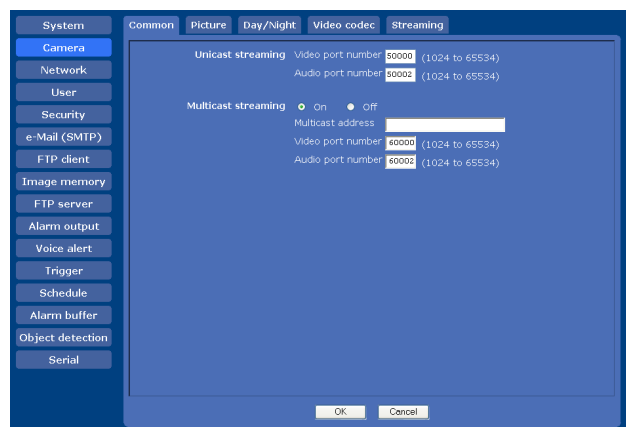 System
Camera
Network
User
Security
e-Mail (SMTP)
FTP client
Image memory
FTP server
Alarm output
Voice alert
Trigger
Schedule
Alarm buffer
Object detection
Serial
Common Picture Day/Night Video codec Streaming
Unicast streaming Video port number 50000 (1024 to 65534)
Audio port number 50002 (1024 to 65534)
Multicast streaming On Off
Multicast address
Video port number 60000 (1024 to 65534)
Audio port number 60002 (1024 to 65534)
OK Cancel